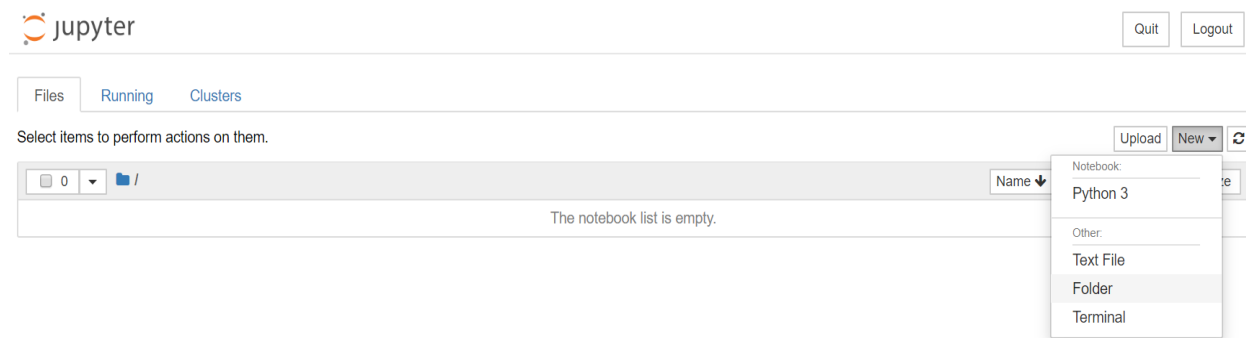 jupyter
Quit Logout
Files Running Clusters
Select items to perform actions on them.
Upload New
0 / Name
The notebook list is empty.
Notebook:
Python 3
Other:
Text File
Folder
Terminal